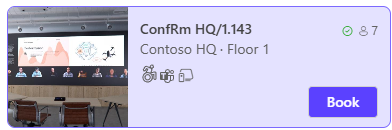 ConfRm HQ/1.143
7
Contoso HQ · Floor 1
Book